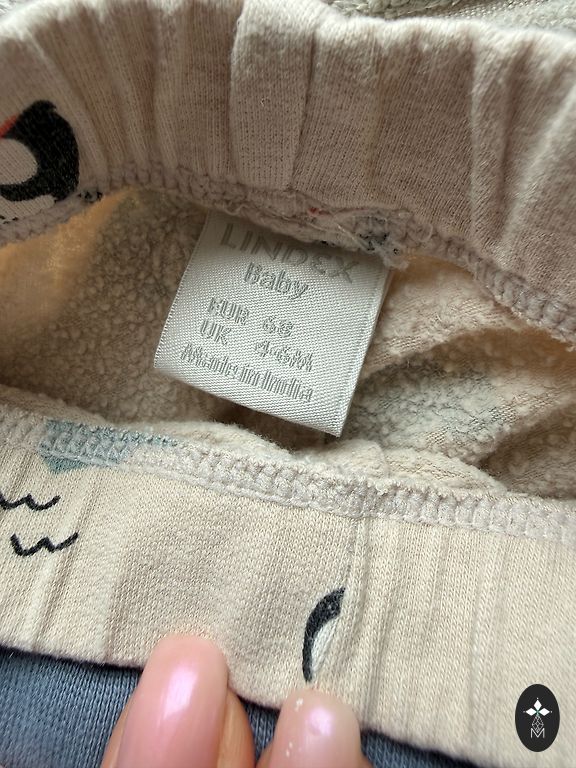 LINDEX
Baby
EUR 68
UK 4-6M
Made in India